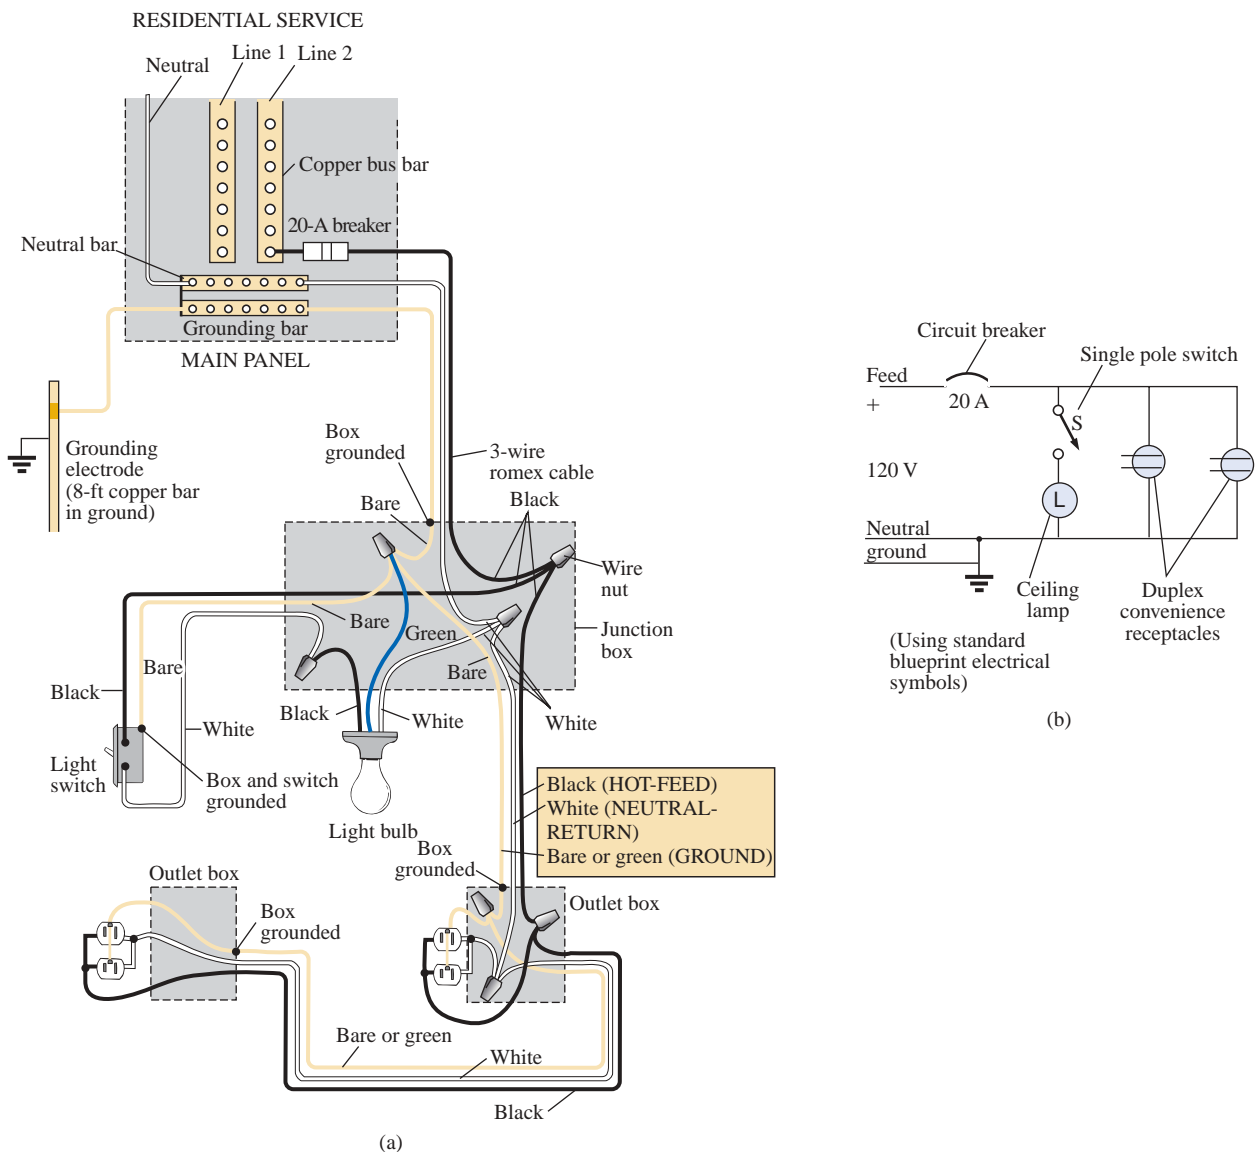 RESIDENTIAL SERVICE
Line 1
Line 2
Neutral
Copper bus bar
20-A breaker
Neutral bar
Grounding bar
MAIN PANEL
Grounding
electrode
(8-ft copper bar
in ground)
Box
grounded
3-wire
romex cable
Black
Bare
Wire
nut
Bare
Green
Junction
box
Bare
Bare
Black
Black
White
White
White
Light
switch
Box and switch
grounded
Light bulb
Black (HOT-FEED)
White (NEUTRAL-
RETURN)
Bare or green (GROUND)
Box
grounded
Outlet box
Outlet box
Box
grounded
Bare or green
White
Black
(a)
Circuit breaker
Single pole switch
Feed
+
20 A
S
120 V
L
Neutral
ground
Ceiling
lamp
Duplex
convenience
receptacles
(Using standard
blueprint electrical
symbols)
(b)